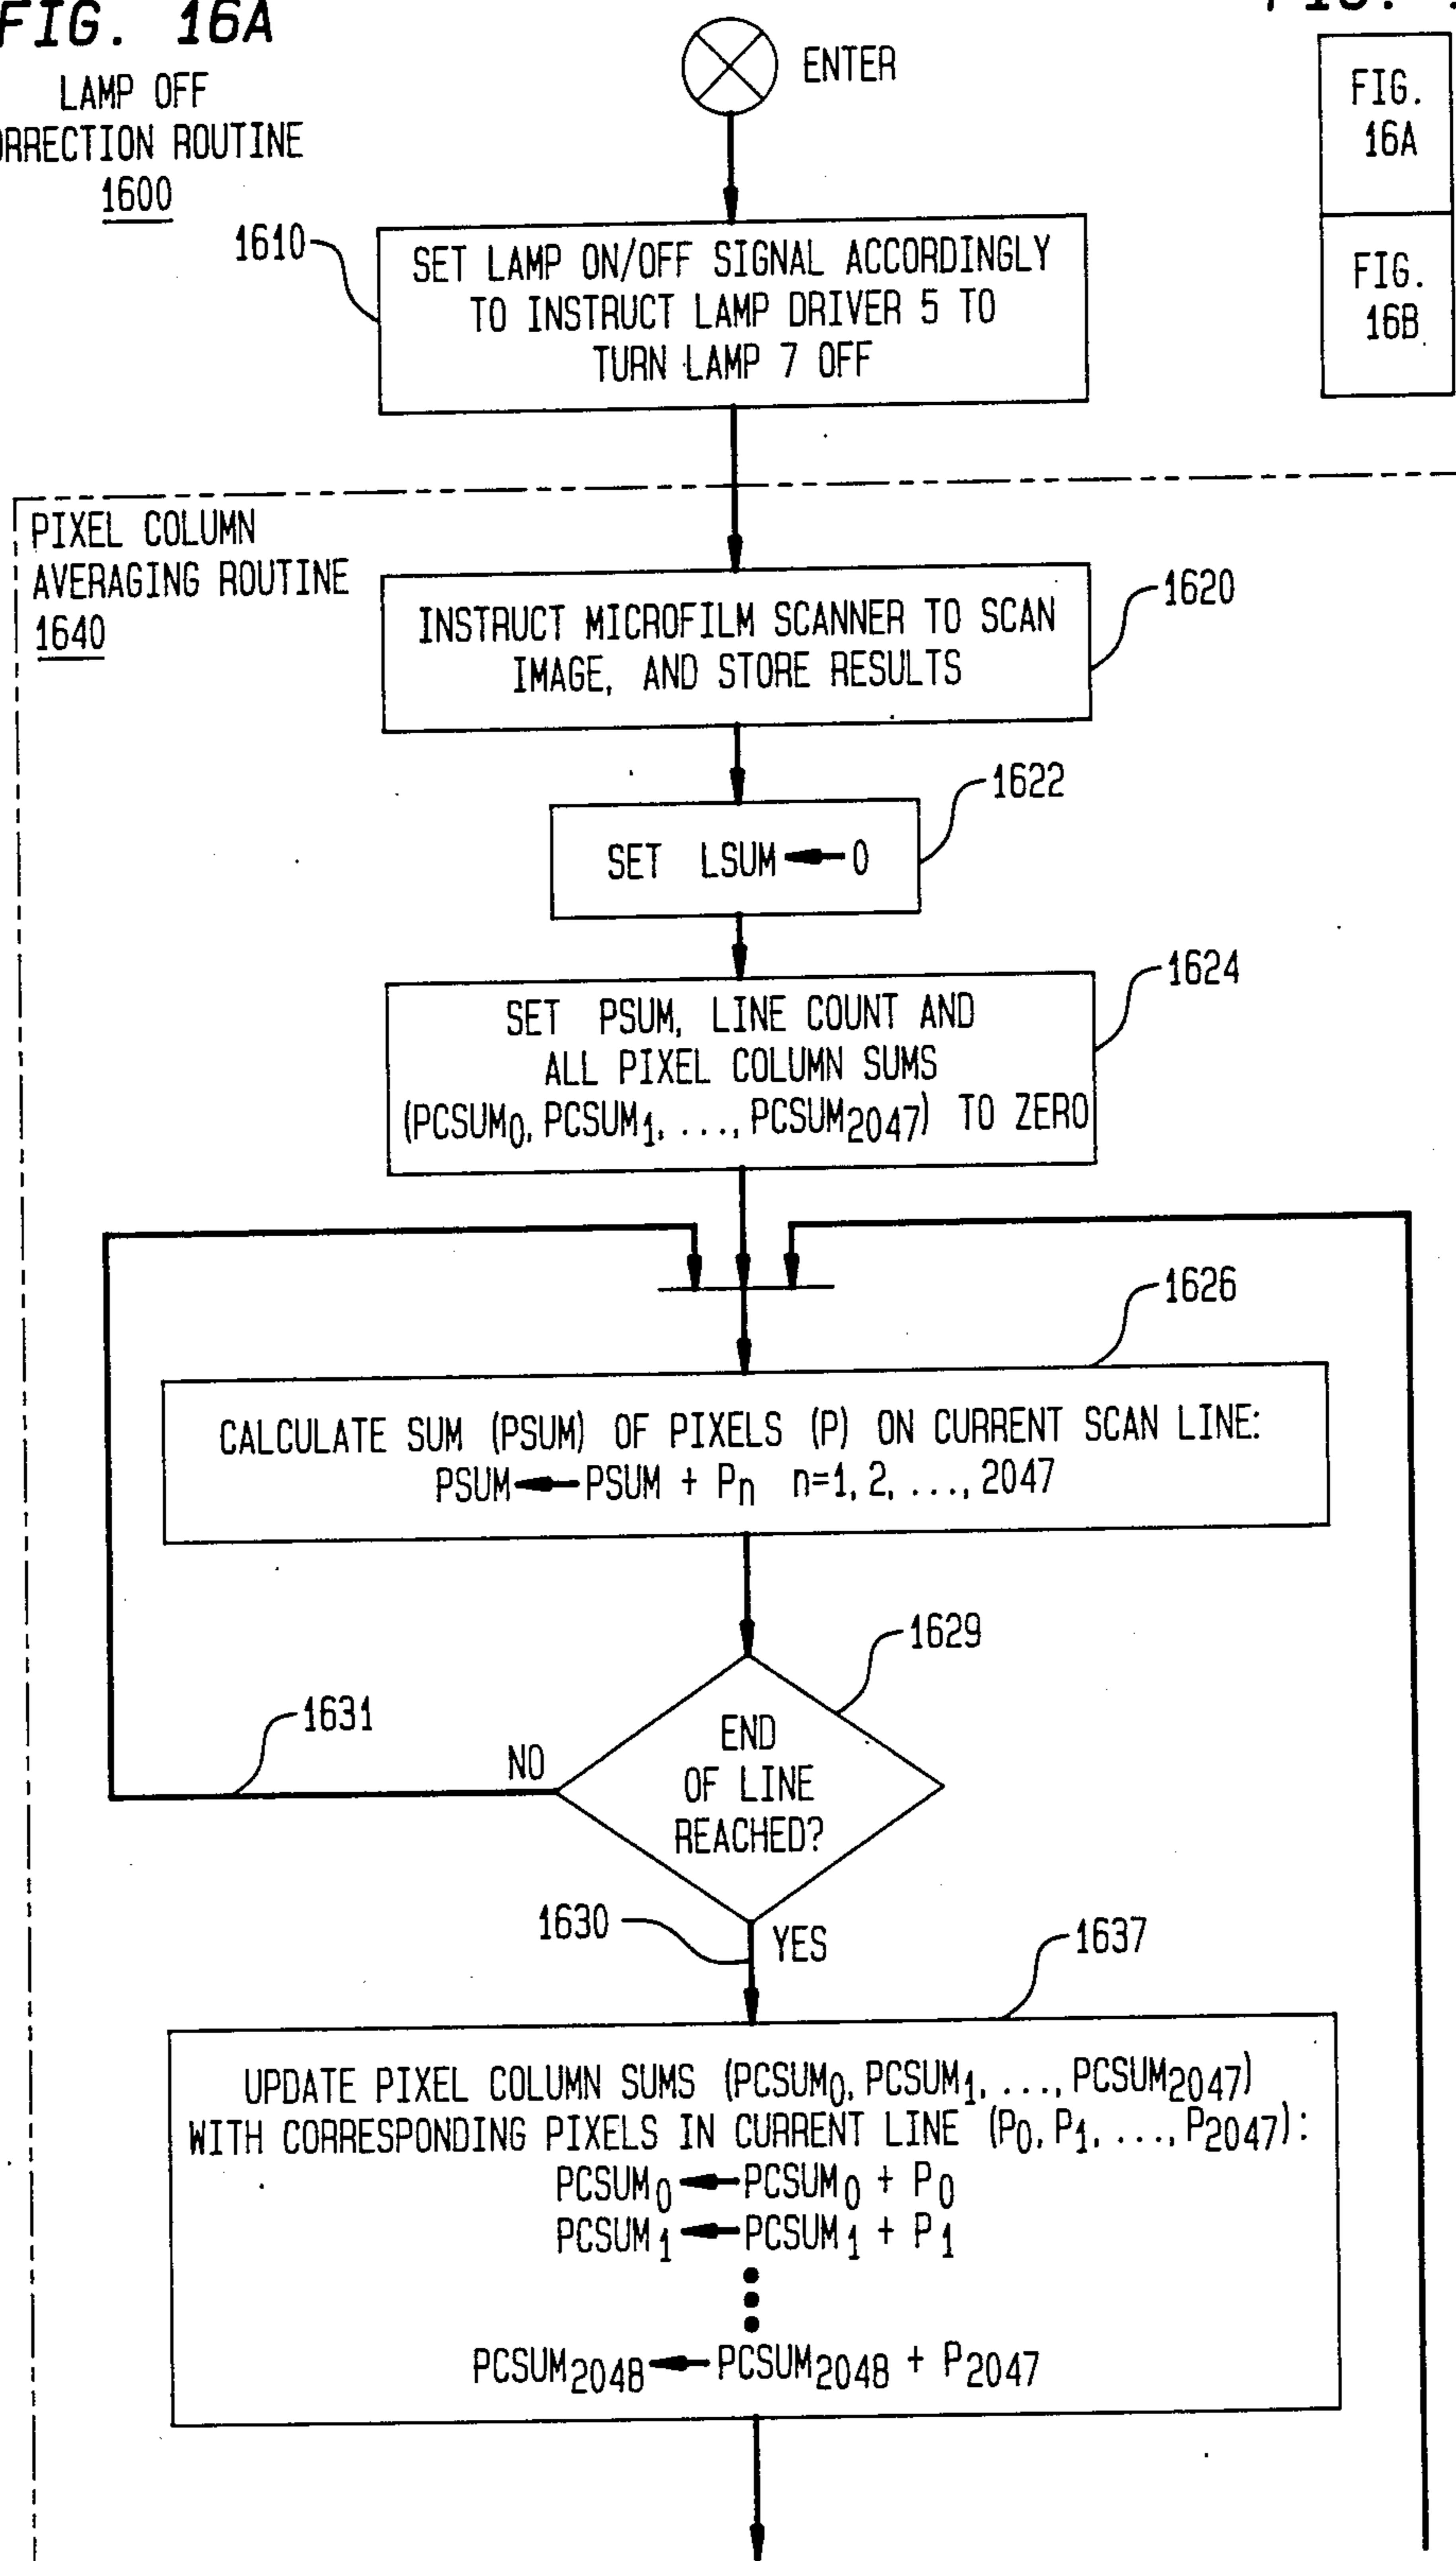 FIG. 16A
LAMP OFF
ORRECTION ROUTINE
1600
ENTER
FIG.
16A
FIG.
16B
1610
SET LAMP ON/OFF SIGNAL ACCORDINGLY
TO INSTRUCT LAMP DRIVER 5 TO
TURN LAMP 7 OFF
PIXEL COLUMN
AVERAGING ROUTINE
1640
1620
INSTRUCT MICROFILM SCANNER TO SCAN
IMAGE, AND STORE RESULTS
1622
SET LSUM ← 0
1624
SET PSUM, LINE COUNT AND
ALL PIXEL COLUMN SUMS
(PCSUM₀, PCSUM₁, ..., PCSUM₂₀₄₇) TO ZERO
1626
CALCULATE SUM (PSUM) OF PIXELS (P) ON CURRENT SCAN LINE:
PSUM ← PSUM + Pn n=1, 2, ..., 2047
1629
END
OF LINE
REACHED?
1631
NO
1630
YES
1637
UPDATE PIXEL COLUMN SUMS (PCSUM₀, PCSUM₁, ..., PCSUM₂₀₄₇)
WITH CORRESPONDING PIXELS IN CURRENT LINE (P₀, P₁, ..., P₂₀₄₇):
PCSUM₀ ← PCSUM₀ + P₀
PCSUM₁ ← PCSUM₁ + P₁
PCSUM₂₀₄₈ ← PCSUM₂₀₄₈ + P₂₀₄₇